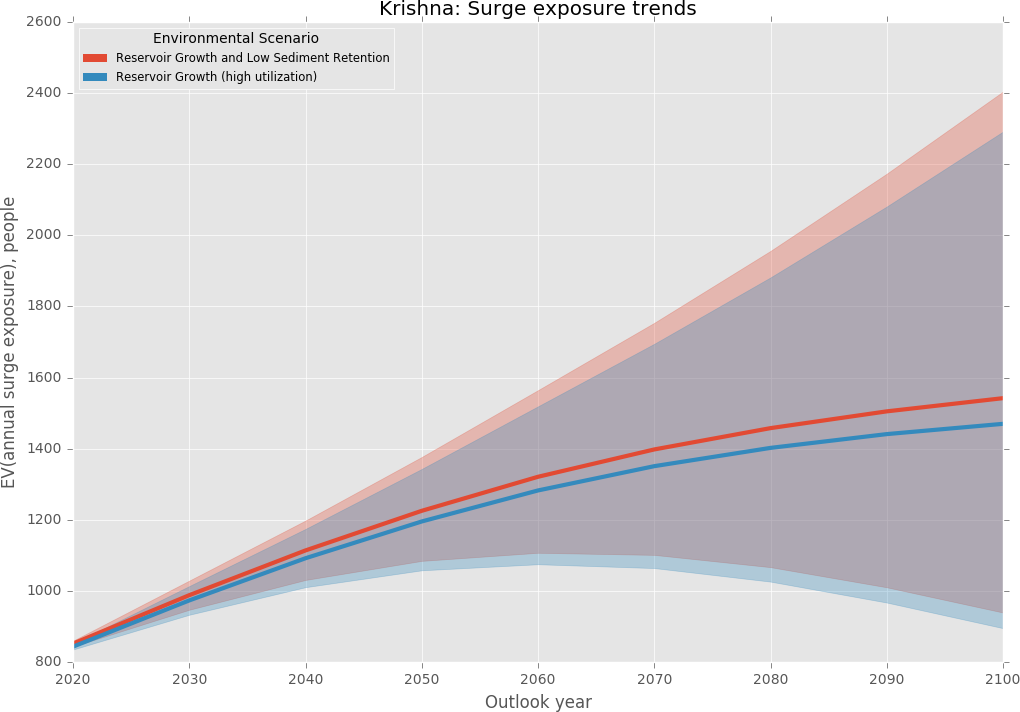 Krishna: Surge exposure trends
Environmental Scenario
Reservoir Growth and Low Sediment Retention
Reservoir Growth (high utilization)
EV(annual surge exposure), people
2600
2400
2200
2000
1800
1600
1400
1200
1000
800
2020 2030 2040 2050 2060 2070 2080 2090 2100
Outlook year